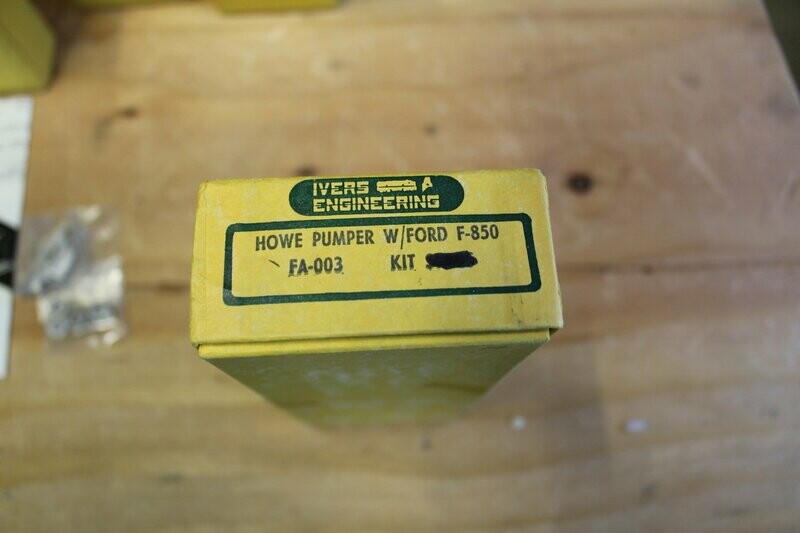 IVERS A
ENGINEERING
HOWE PUMPER W/FORD F-850
FA-003 KIT